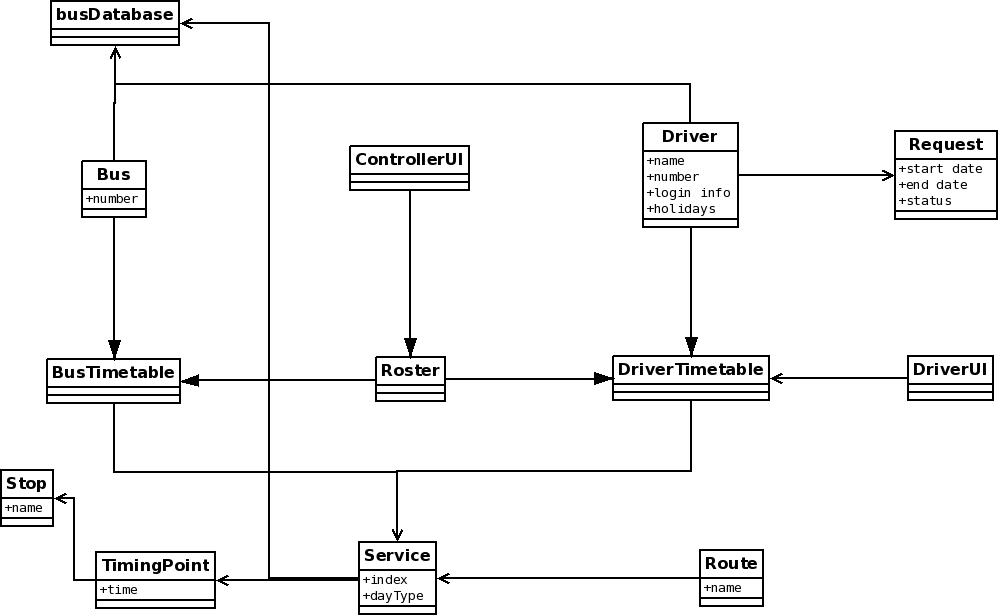 busDatabase
Driver
+name
+number
+login info
+holidays
Request
+start date
+end date
+status
ControllerUI
Bus
+number
BusTimetable
Roster
DriverTimetable
DriverUI
Stop
+name
TimingPoint
+time
Service
+index
+dayType
Route
+name